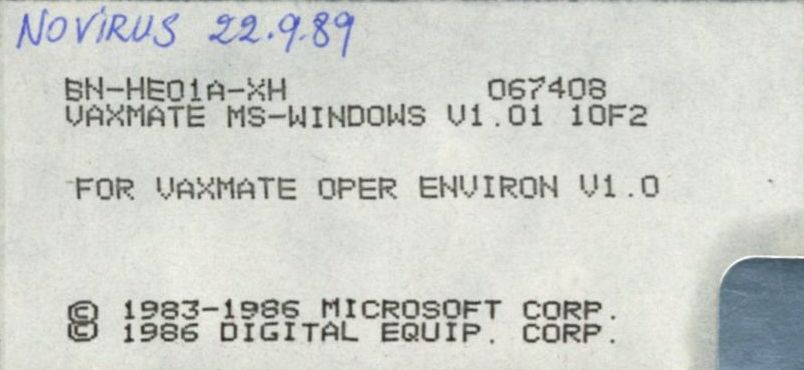 NOVIRUS 22.9.89
BN-HE01A-XH 067408
VAXMATE MS-WINDOWS V1.01 1OF2
FOR VAXMATE OPER ENVIRON V1.0
© 1983-1986 MICROSOFT CORP.
© 1986 DIGITAL EQUIP. CORP.